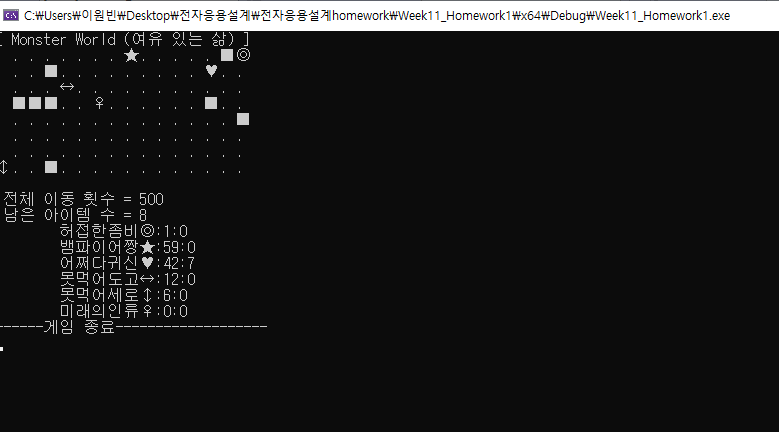 C:\Users\이원빈\Desktop\전자응용설계\전자응용설계homework\Week11_Homework1\x64\Debug\Week11_Homework1.exe
[ Monster World (여유 있는 삶) ]
. . . . . . . ★ . . . . . ■ ◎
. . ■ . . . . . . . . . ♥ . .
. . . ↔ . . . . . . . . . . .
■ ■ ■ . . ♀ . . . . . . ■ . .
. . . . . . . . . . . . . . ■
. . . . . . . . . . . . . . .
. . . . . . . . . . . . . . .
↕ . . ■ . . . . . . . . . . . .
전체 이동 횟수 = 500
남은 아이템 수 = 8
허접한좀비◎:1:0
뱀파이어짱★:59:0
어쩌다귀신♥:42:7
못먹어도고↔:12:0
못먹어세로↕:6:0
미래의인류♀:0:0
------게임 종료-------------------